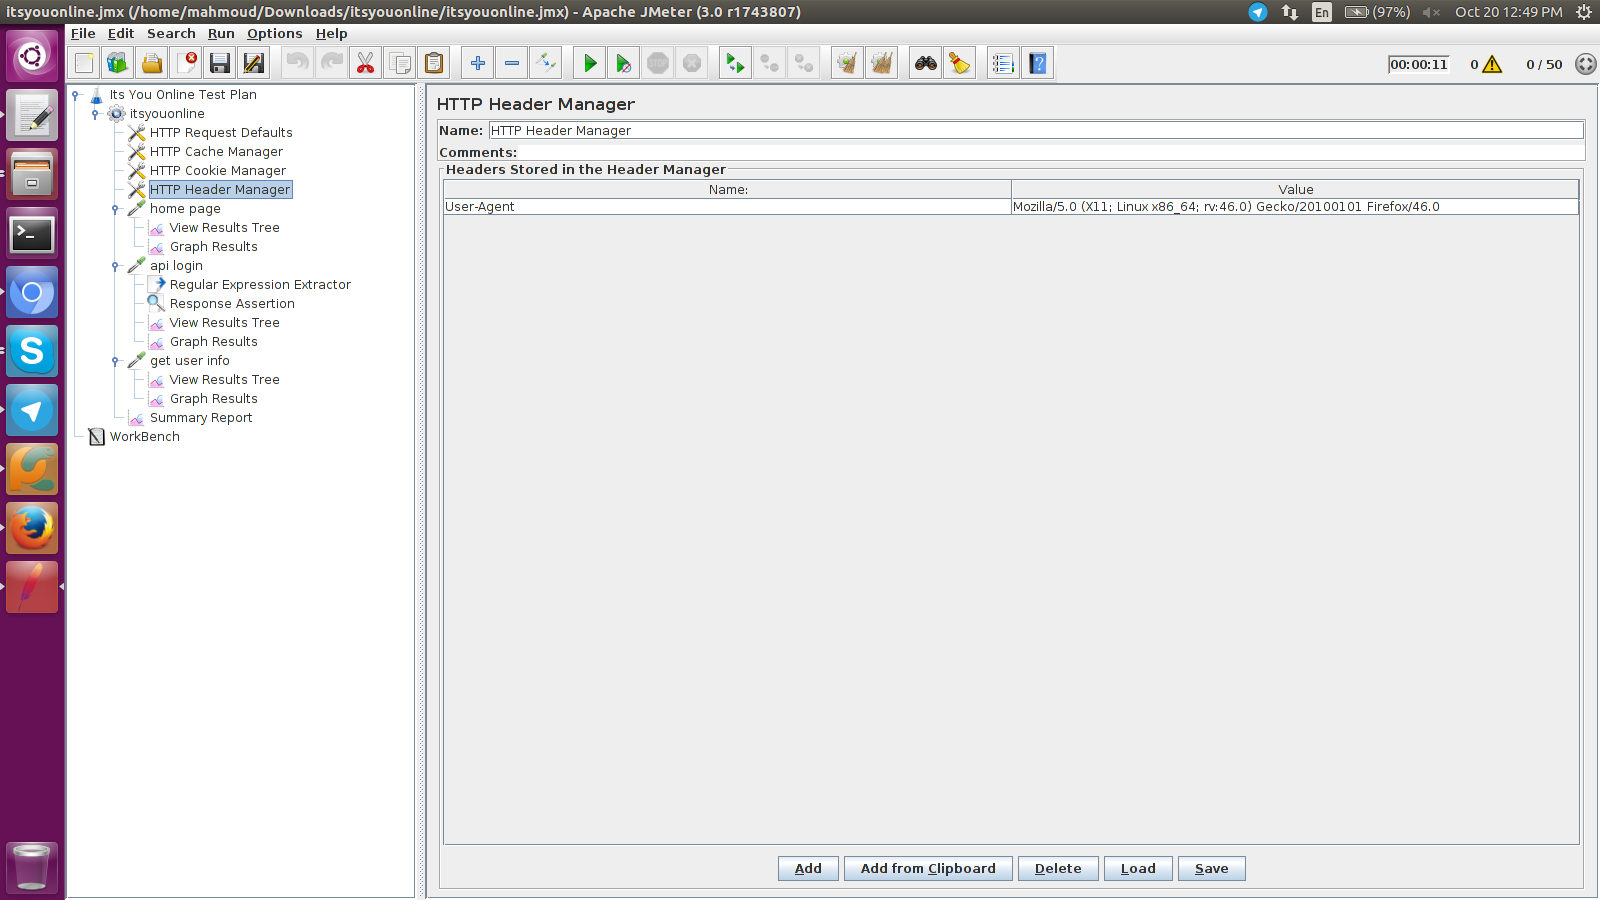 itsyouonline.jmx (/home/mahmoud/Downloads/itsyouonline/itsyouonline.jmx) - Apache JMeter (3.0 r1743807)
En (97%) Oct 20 12:49 PM
File Edit Search Run Options Help
STOP
00:00:11 0 0 / 50
Its You Online Test Plan
itsyouonline
HTTP Request Defaults
HTTP Cache Manager
HTTP Cookie Manager
HTTP Header Manager
home page
View Results Tree
Graph Results
api login
Regular Expression Extractor
Response Assertion
View Results Tree
Graph Results
get user info
View Results Tree
Graph Results
Summary Report
WorkBench
HTTP Header Manager
Name: HTTP Header Manager
Comments:
Headers Stored in the Header Manager
Name: Value
User-Agent Mozilla/5.0 (X11; Linux x86_64; rv:46.0) Gecko/20100101 Firefox/46.0
Add Add from Clipboard Delete Load Save